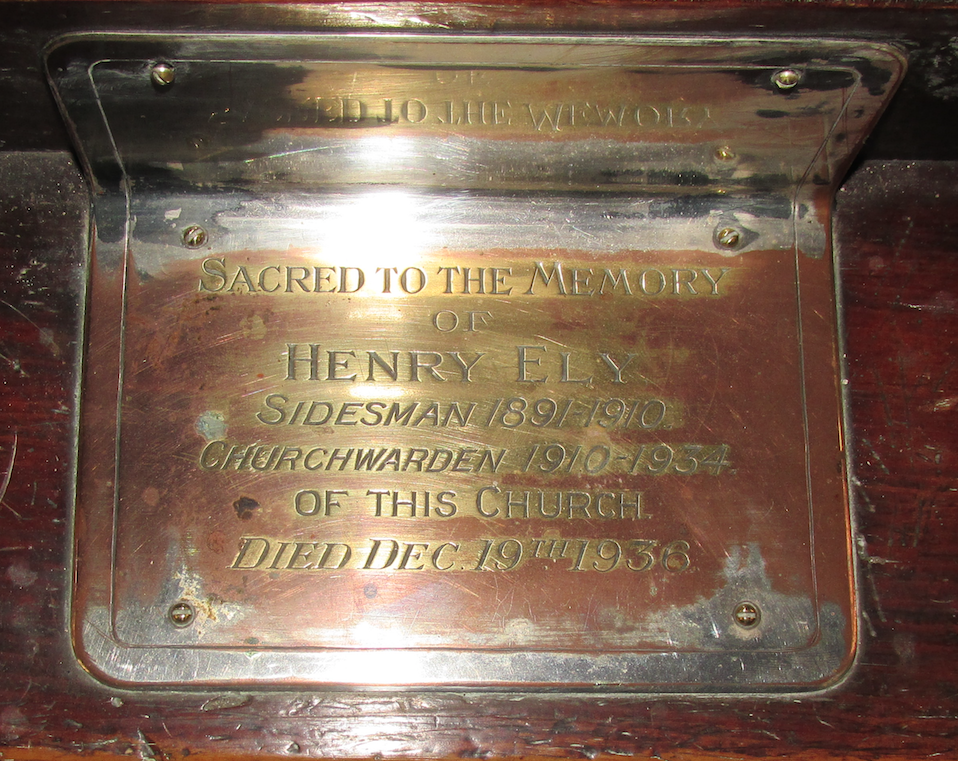 SACRED TO THE MEMORY
OF
HENRY ELY
SIDESMAN 1891-1910.
CHURCHWARDEN 1910-1934
OF THIS CHURCH.
DIED DEC. 19TH 1936